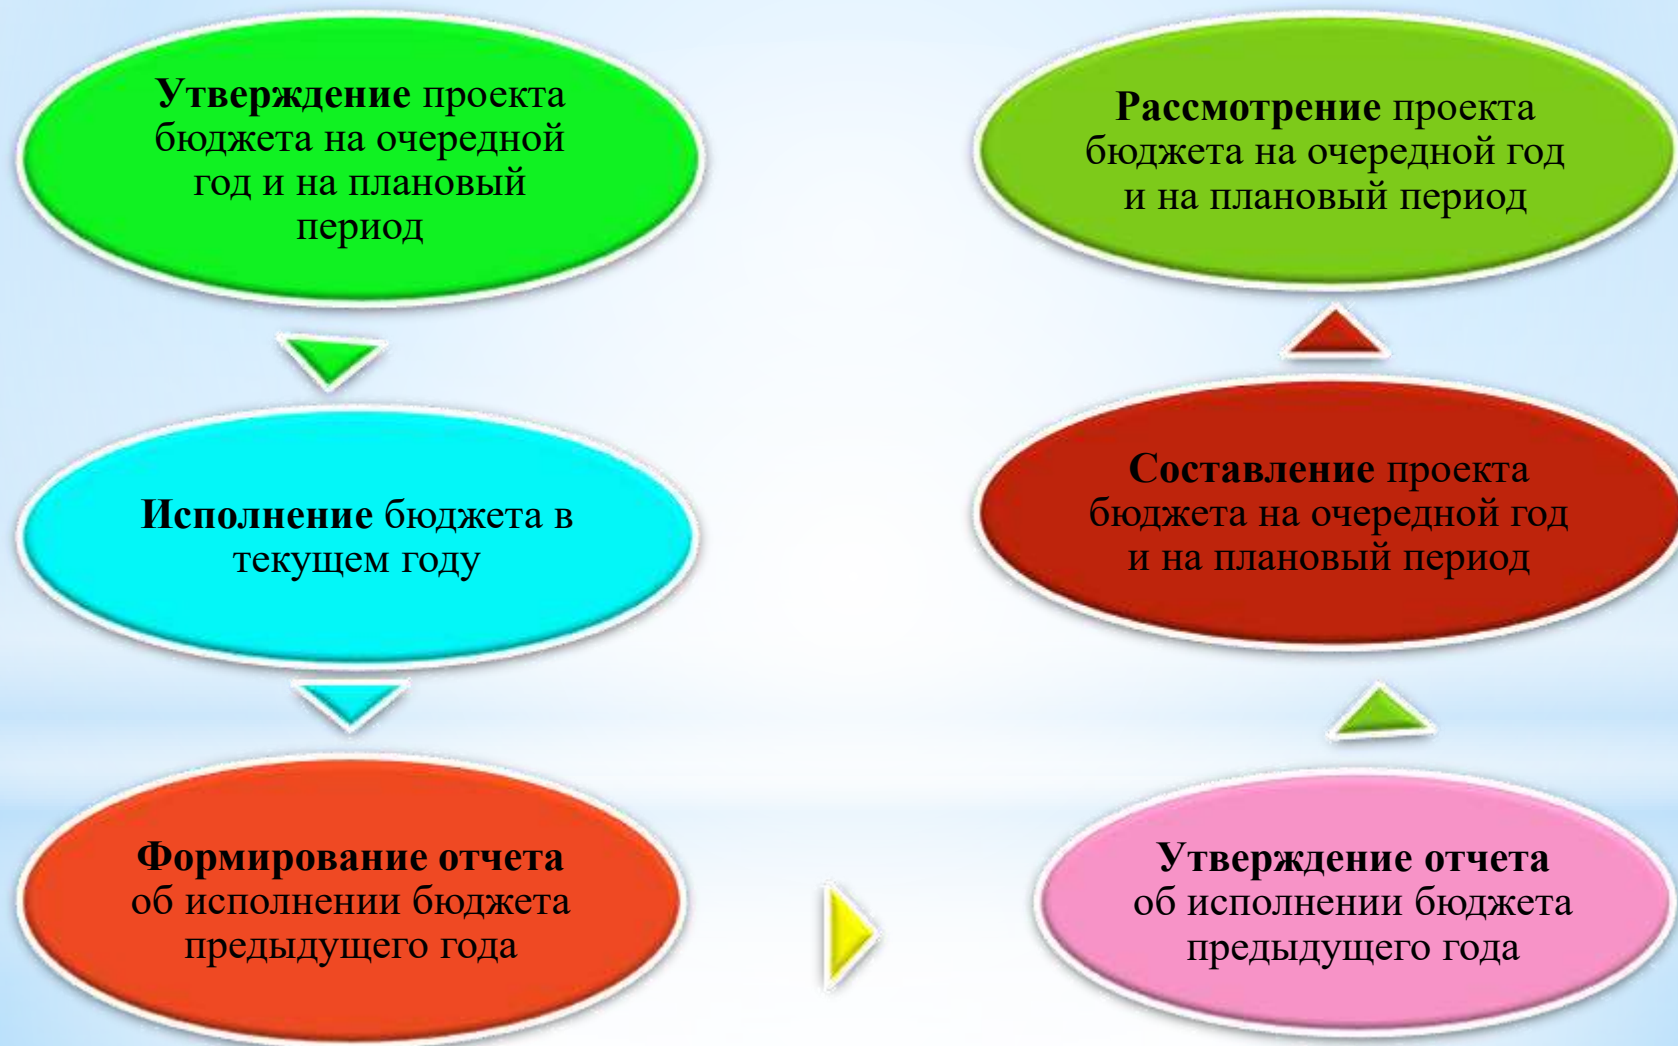 Утверждение проекта
бюджета на очередной
год и на плановый
период
Исполнение бюджета в
текущем году
Формирование отчета
об исполнении бюджета
предыдущего года
Утверждение отчета
об исполнении бюджета
предыдущего года
Составление проекта
бюджета на очередной год
и на плановый период
Рассмотрение проекта
бюджета на очередной год
и на плановый период